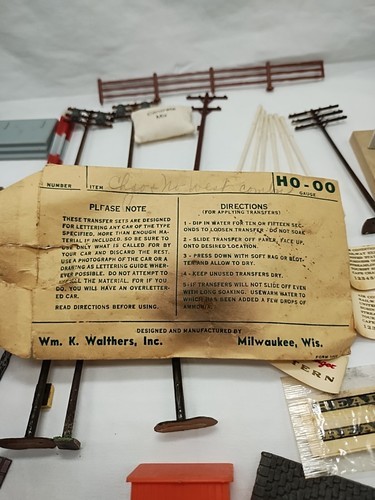 NUMBER ITEM HO-OO
GAUGE
PLEASE NOTE
THESE TRANSFER SETS ARE DESIGNED
FOR LETTERING ANY CAR OF THE TYPE
SPECIFIED, MORE THAN ENOUGH MA-
TERIAL IS INCLUDED. SO BE SURE TO
USE ONLY WHAT IS CALLED FOR BY
YOUR CAR AND DISCARD THE REST.
USE A PHOTOGRAPH OF THE CAR OR A
DRAWING AS LETTERING GUIDE WHER-
EVER POSSIBLE. DO NOT ATTEMPT TO
ALL THE MATERIAL, FOR IF YOU
DO, YOU WILL HAVE AN OVERLETTER-
ED CAR.
READ DIRECTIONS BEFORE USING.
DIRECTIONS
(FOR APPLYING TRANSFERS)
1 - DIP IN WATER FOR TEN OR FIFTEEN SEC-
ONDS TO LOOSEN TRANSFER - DO NOT SOAK
2 - SLIDE TRANSFER OFF PAPER, FACE UP,
ONTO DESIRED LOCATION.
3 - PRESS DOWN WITH SOFT RAG OR BLOT-
TER AND ALLOW TO DRY.
4 - KEEP UNUSED TRANSFERS DRY.
5-IF TRANSFERS WILL NOT SLIDE OFF EVEN
WITH LONG SOAKING, USE WARM WATER TO
WHICH HAS BEEN ADDED A FEW DROPS OF
AMMONIA.
DESIGNED AND MANUFACTURED BY
Wm. K. Walthers, Inc. Milwaukee, Wis.